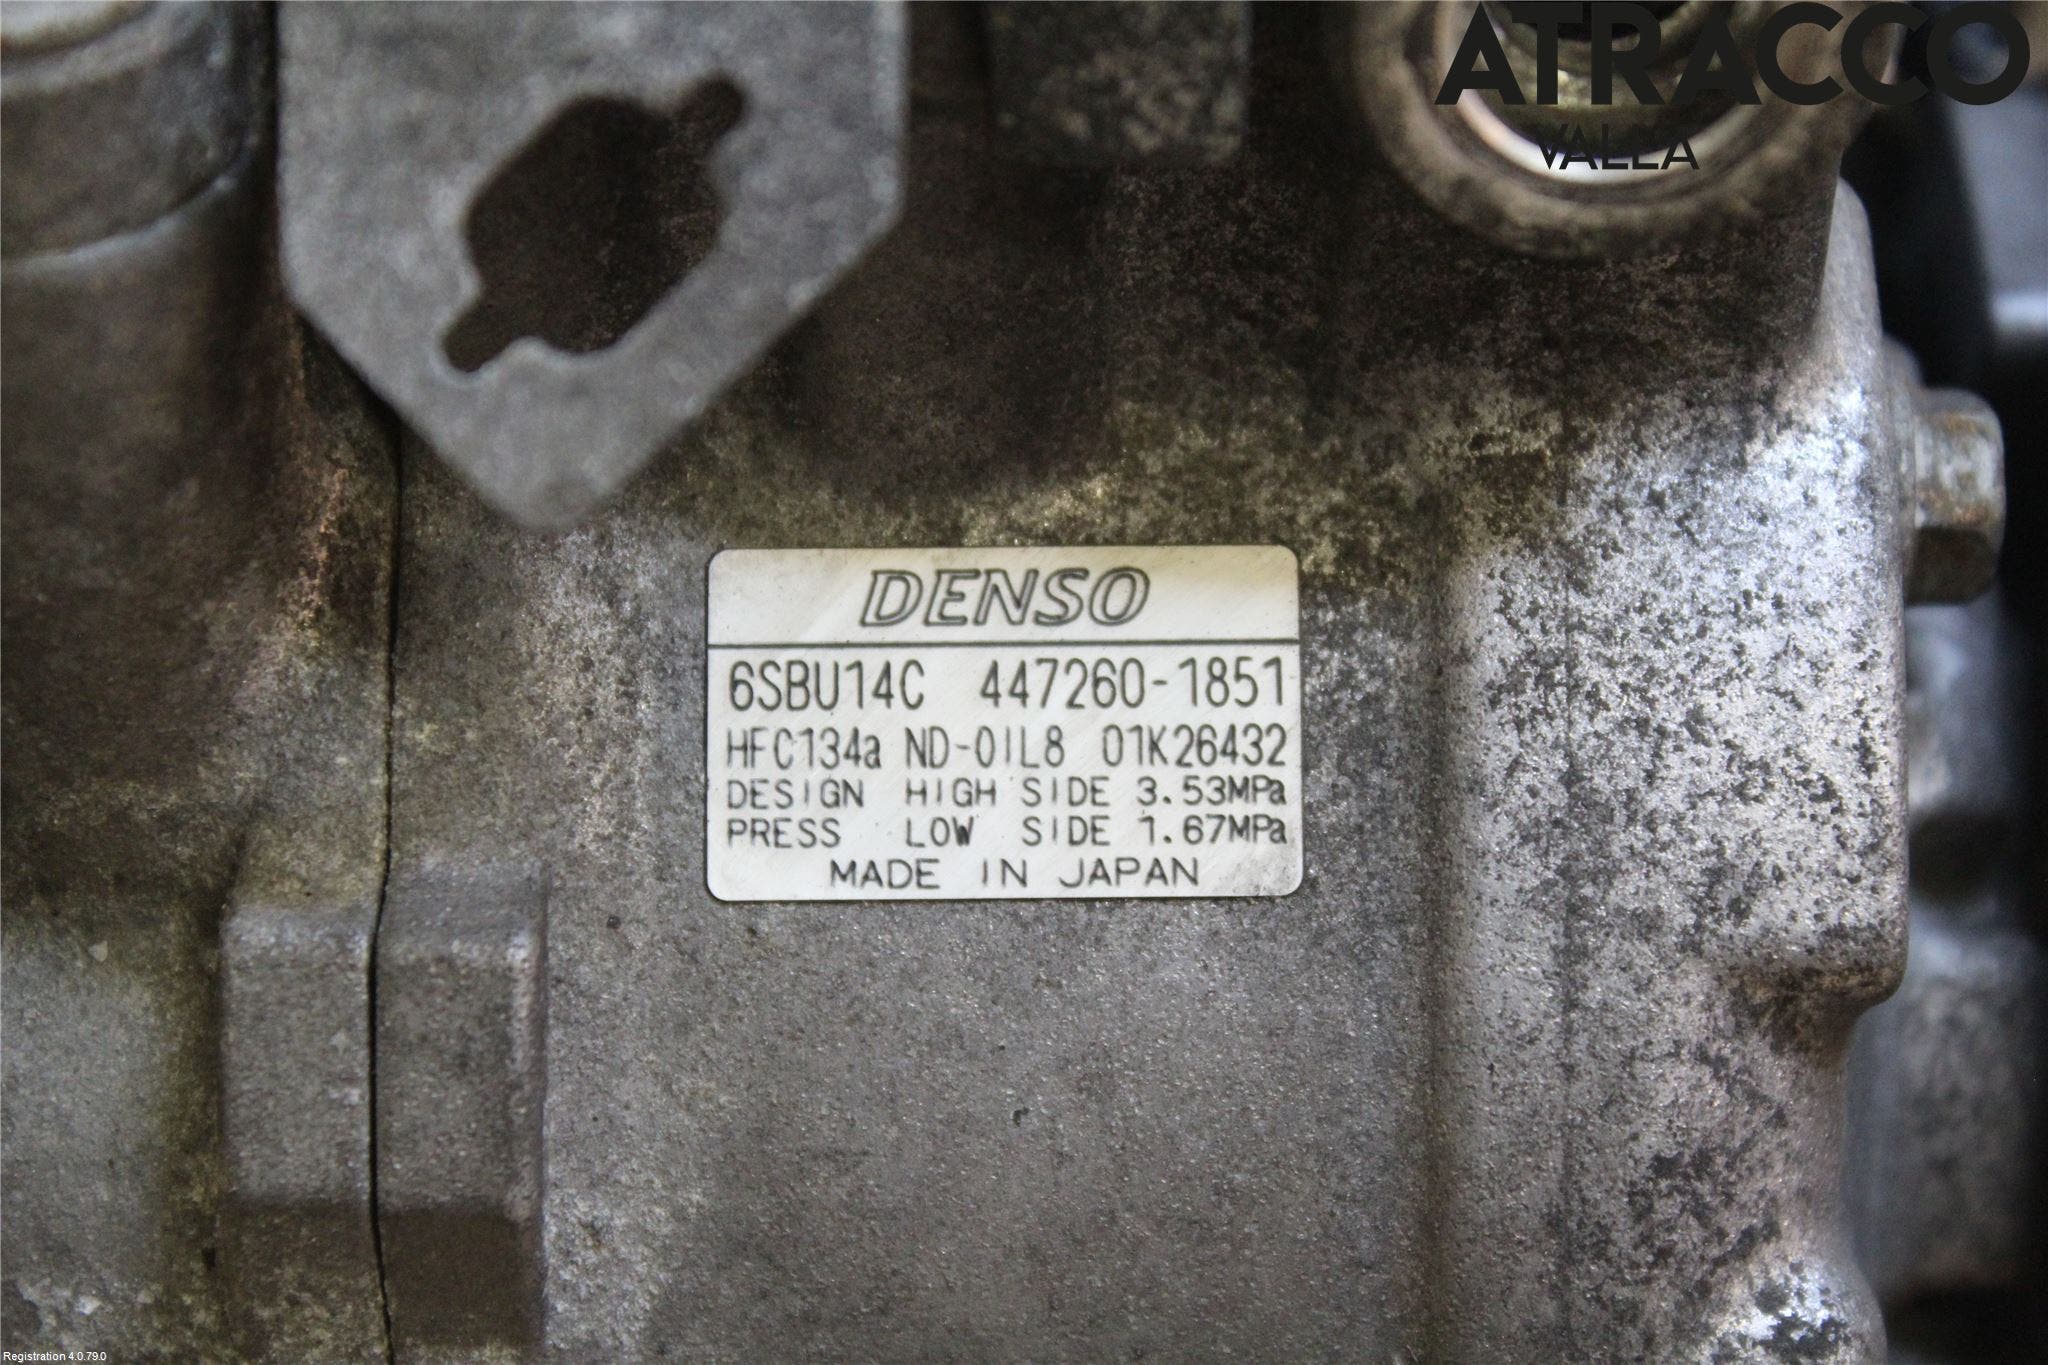 ATRACCO
VALLA
DENSO
6SBU14C 447260-1851
HFC134a ND-OIL8 01K26432
DESIGN HIGH SIDE 3.53MPa
PRESS LOW SIDE 1.67MPa
MADE IN JAPAN
Registration 4.0.79.0